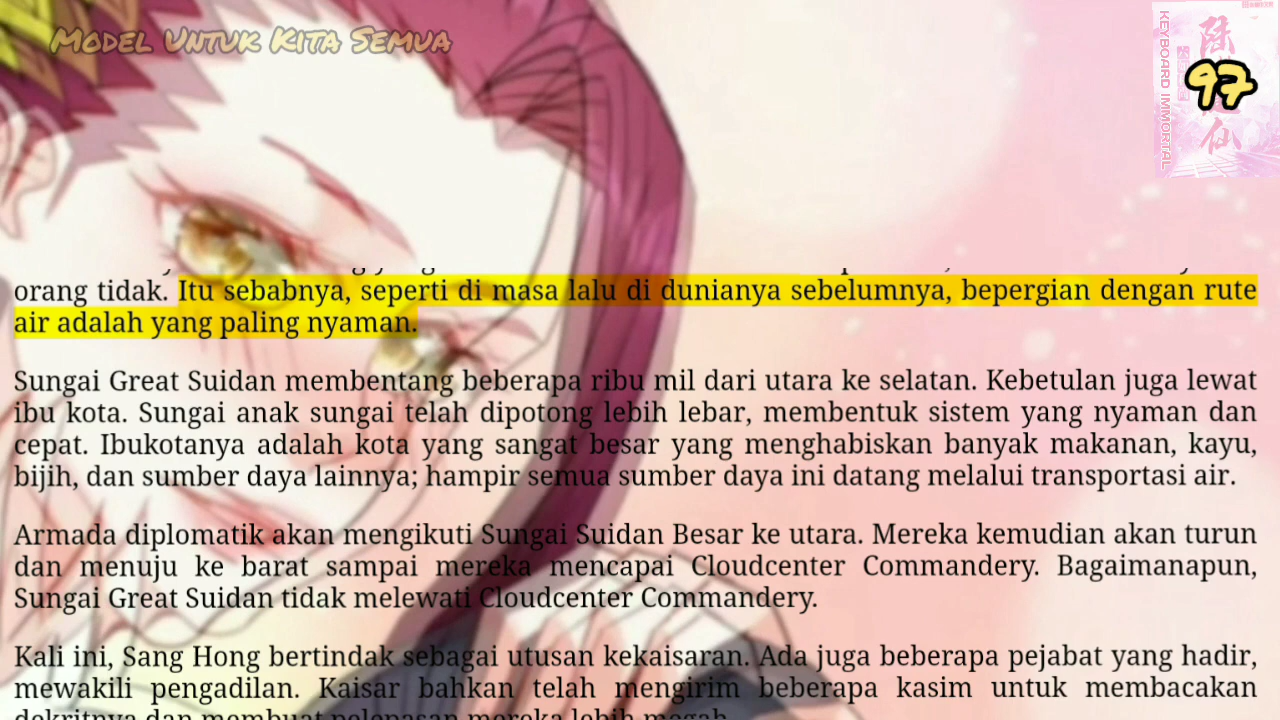 Model Untuk Kita Semua
97
KEYBOARD IMMORTAL
orang tidak. Itu sebabnya, seperti di masa lalu di dunianya sebelumnya, bepergian dengan rute
air adalah yang paling nyaman.
Sungai Great Suidan membentang beberapa ribu mil dari utara ke selatan. Kebetulan juga lewat
ibu kota. Sungai anak sungai telah dipotong lebih lebar, membentuk sistem yang nyaman dan
cepat. Ibukotanya adalah kota yang sangat besar yang menghabiskan banyak makanan, kayu,
bijih, dan sumber daya lainnya; hampir semua sumber daya ini datang melalui transportasi air.
Armada diplomatik akan mengikuti Sungai Suidan Besar ke utara. Mereka kemudian akan turun
dan menuju ke barat sampai mereka mencapai Cloudcenter Commandery. Bagaimanapun,
Sungai Great Suidan tidak melewati Cloudcenter Commandery.
Kali ini, Sang Hong bertindak sebagai utusan kekaisaran. Ada juga beberapa pejabat yang hadir,
mewakili pengadilan. Kaisar bahkan telah mengirim beberapa kasim untuk membacakan
dekritnya dan membuat pelepasan mereka lebih megah.